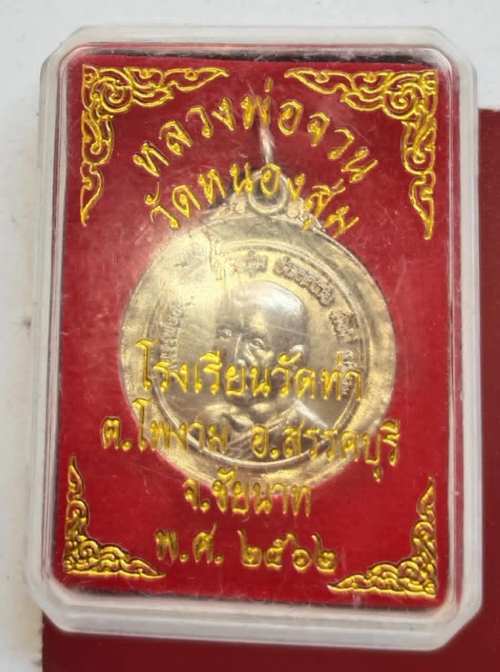 หลวงพ่อจวน
วัดหนองสุ่ม
โรงเรียนวัดท่า
ต.โพงาม อ.สรรคบุรี
จ.ชัยนาท
พ.ศ. ๒๕๖๒